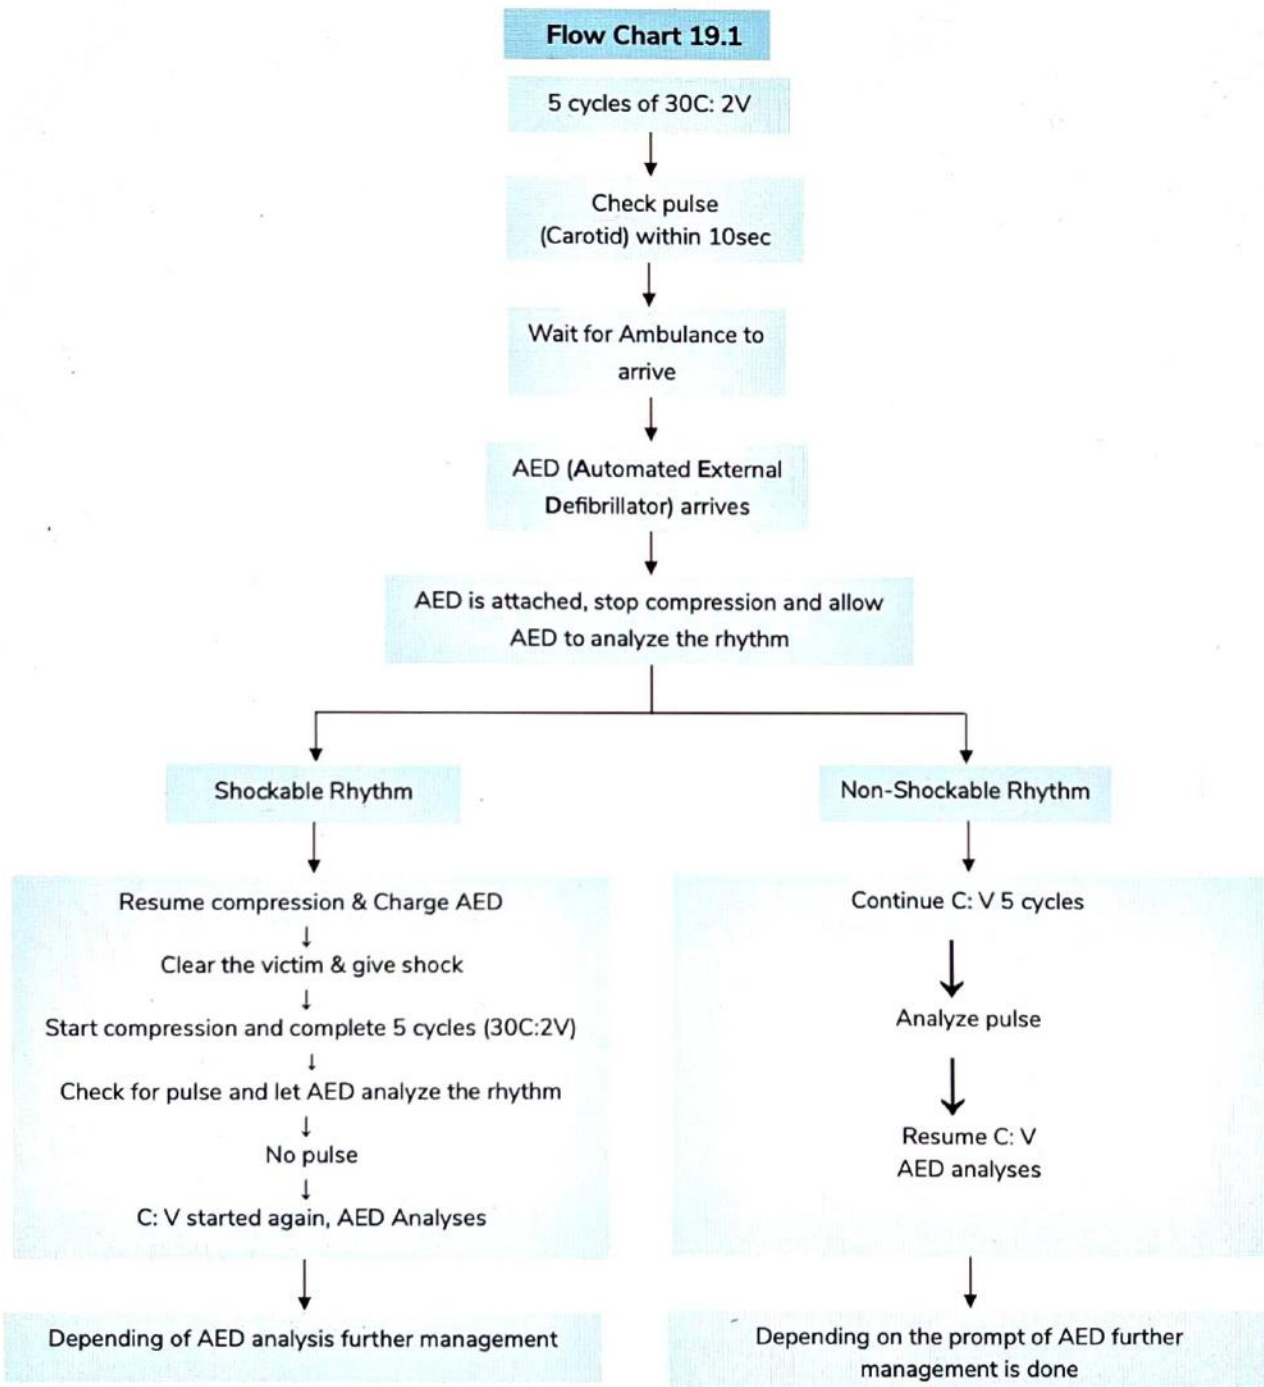 Flow Chart 19.1
5 cycles of 30C: 2V
Check pulse
(Carotid) within 10sec
Wait for Ambulance to
arrive
AED (Automated External
Defibrillator) arrives
AED is attached, stop compression and allow
AED to analyze the rhythm
Shockable Rhythm
Resume compression & Charge AED
Clear the victim & give shock
Start compression and complete 5 cycles (30C:2V)
Check for pulse and let AED analyze the rhythm
No pulse
C: V started again, AED Analyses
Depending of AED analysis further management
Non-Shockable Rhythm
Continue C: V 5 cycles
Analyze pulse
Resume C: V
AED analyses
Depending on the prompt of AED further
management is done